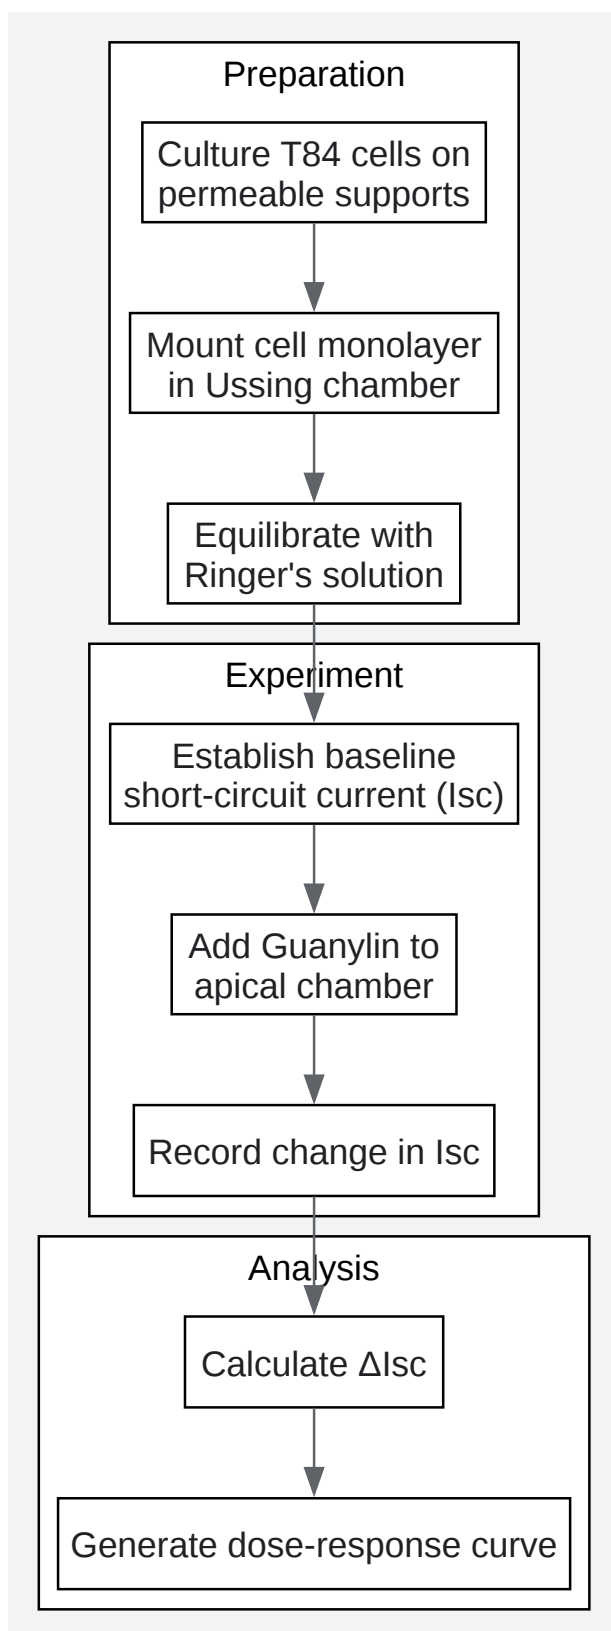 Preparation
Culture T84 cells on
permeable supports
Mount cell monolayer
in Ussing chamber
Equilibrate with
Ringer's solution
Experiment
Establish baseline
short-circuit current (Isc)
Add Guanylin to
apical chamber
Record change in Isc
Analysis
Calculate ΔIsc
Generate dose-response curve